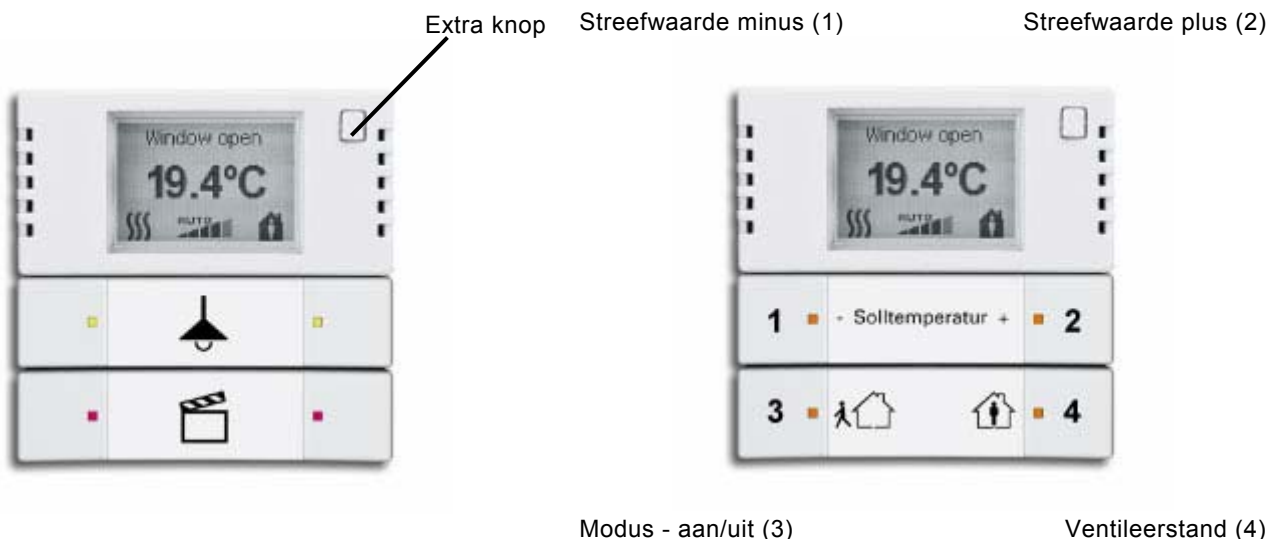 Extra knop
Streefwaarde minus (1)
Streefwaarde plus (2)
Window open
19.4°C
AUTO
Window open
19.4°C
AUTO
1 - Solltemperatur + 2
3 4
Modus - aan/uit (3)
Ventileerstand (4)